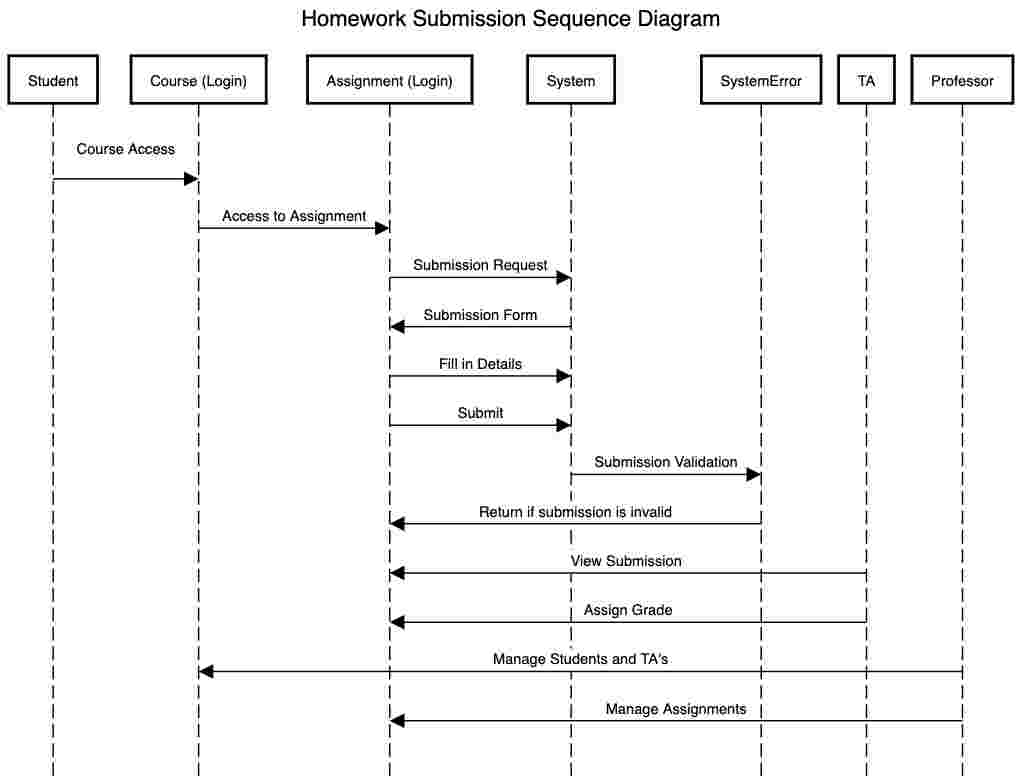 Homework Submission Sequence Diagram
Student
Course (Login)
Assignment (Login)
System
SystemError
TA
Professor
Course Access
Access to Assignment
Submission Request
Submission Form
Fill in Details
Submit
Submission Validation
Return if submission is invalid
View Submission
Assign Grade
Manage Students and TA's
Manage Assignments